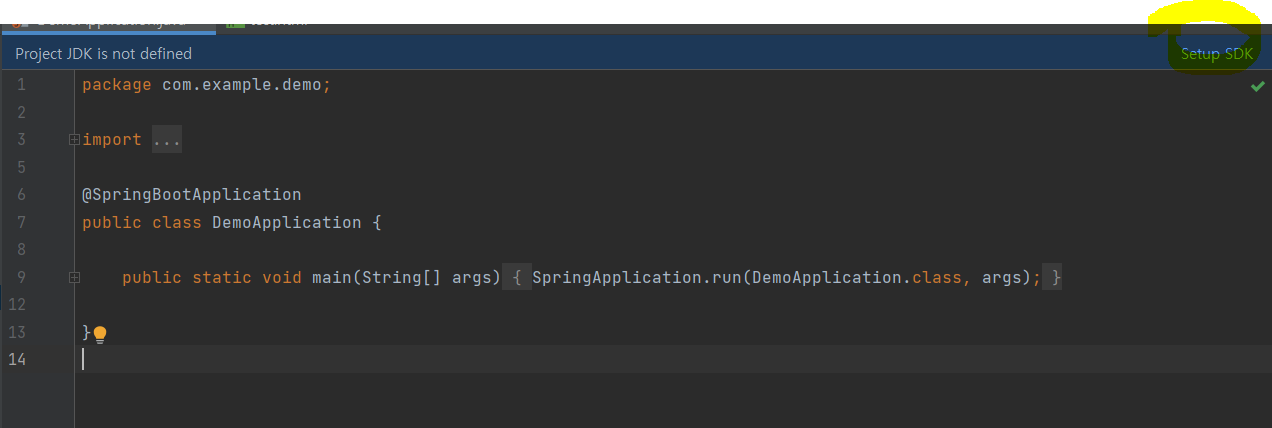 Project JDK is not defined
Setup SDK
1 package com.example.demo;
2
3 import ...
5
6 @SpringBootApplication
7 public class DemoApplication {
8
9 public static void main(String[] args) { SpringApplication.run(DemoApplication.class, args); }
12
13 }
14